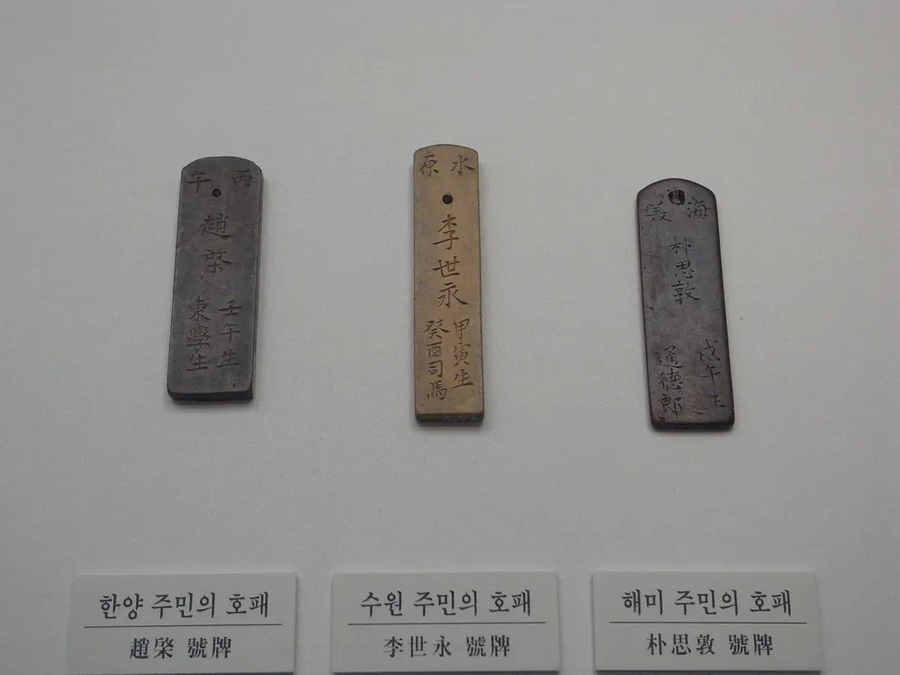 丙午
趙棨
壬午生
東學生
水原
李世永
甲寅生
癸酉司馬
海美
朴思敦
戊午生
通德郎
한양 주민의 호패
趙棨 號牌
수원 주민의 호패
李世永 號牌
해미 주민의 호패
朴思敦 號牌